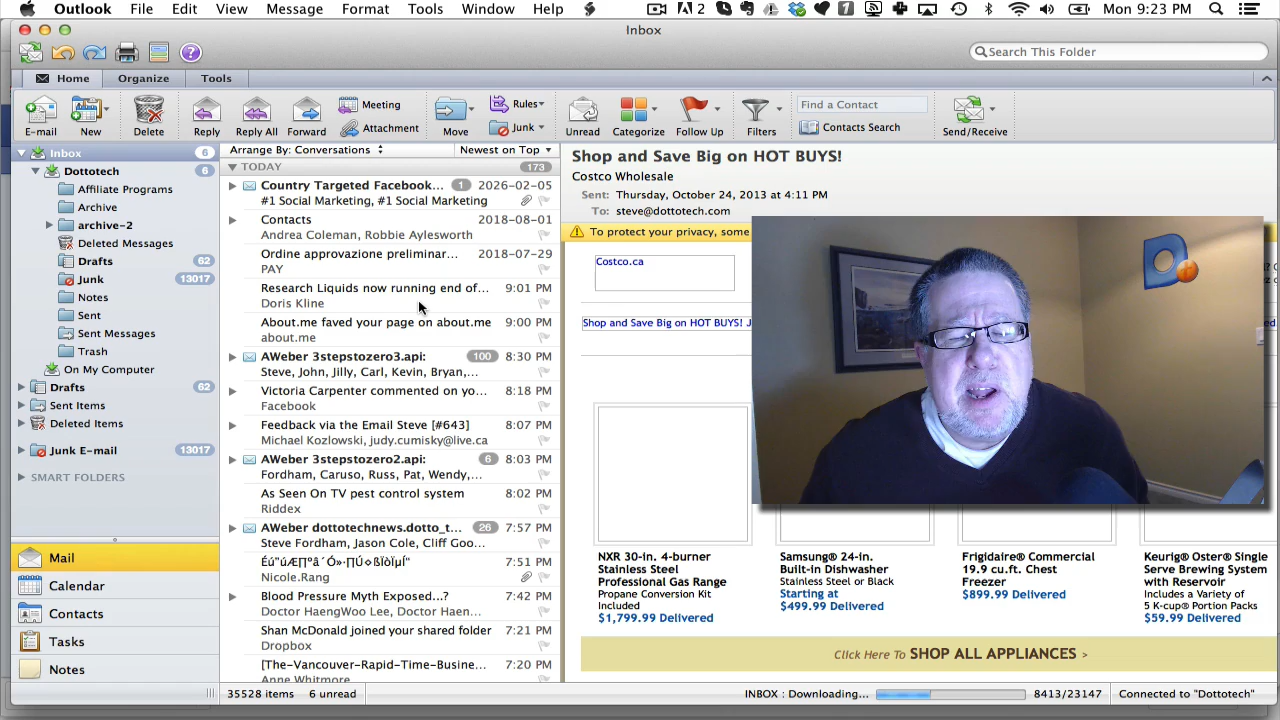 Outlook File Edit View Message Format Tools Window Help 2 1 Mon 9:23 PM
Inbox
Search This Folder
Home Organize Tools
E-mail New Delete Reply Reply All Forward Meeting Attachment Move Rules Junk Unread Categorize Follow Up Filters Find a Contact Contacts Search Send/Receive
Inbox 6
Dottotech 6
Affiliate Programs
Archive
archive-2
Deleted Messages
Drafts 62
Junk 13017
Notes
Sent
Sent Messages
Trash
On My Computer
Drafts 62
Sent Items
Deleted Items
Junk E-mail 13017
SMART FOLDERS
Mail
Calendar
Contacts
Tasks
Notes
Arrange By: Conversations Newest on Top
TODAY 173
Country Targeted Facebook... 1 2026-02-05
#1 Social Marketing, #1 Social Marketing
Contacts 2018-08-01
Andrea Coleman, Robbie Aylesworth
Ordine approvazione preliminar... 2018-07-29
PAY
Research Liquids now running end of... 9:01 PM
Doris Kline
About.me faved your page on about.me 9:00 PM
about.me
AWeber 3stepstozero3.api: 100 8:30 PM
Steve, John, Jilly, Carl, Kevin, Bryan,...
Victoria Carpenter commented on yo... 8:18 PM
Facebook
Feedback via the Email Steve [#643] 8:07 PM
Michael Kozlowski, judy.cumisky@live.ca
AWeber 3stepstozero2.api: 6 8:03 PM
Fordham, Caruso, Russ, Pat, Wendy,...
As Seen On TV pest control system 8:02 PM
Riddex
AWeber dottotechnews.dotto_t... 26 7:57 PM
Steve Fordham, Jason Cole, Cliff Goo...
7:51 PM
Nicole.Rang
Blood Pressure Myth Exposed...? 7:42 PM
Doctor HaengWoo Lee, Doctor Haen...
Shan McDonald joined your shared folder 7:21 PM
Dropbox
[The-Vancouver-Rapid-Time-Busine... 7:20 PM
Anne Whitmore
Shop and Save Big on HOT BUYS!
Costco Wholesale
Sent: Thursday, October 24, 2013 at 4:11 PM
To: steve@dottotech.com
To protect your privacy, some
Costco.ca
Shop and Save Big on HOT BUYS!
NXR 30-in. 4-burner
Stainless Steel
Professional Gas Range
Propane Conversion Kit
Included
$1,799.99 Delivered
Samsung® 24-in.
Built-in Dishwasher
Stainless Steel or Black
Starting at
$499.99 Delivered
Frigidaire® Commercial
19.9 cu.ft. Chest
Freezer
$899.99 Delivered
Keurig® Oster® Single
Serve Brewing System
with Reservoir
Includes a Variety of
5 K-cup® Portion Packs
$59.99 Delivered
Click Here To SHOP ALL APPLIANCES >
35528 items 6 unread INBOX : Downloading... 8413/23147 Connected to "Dottotech"